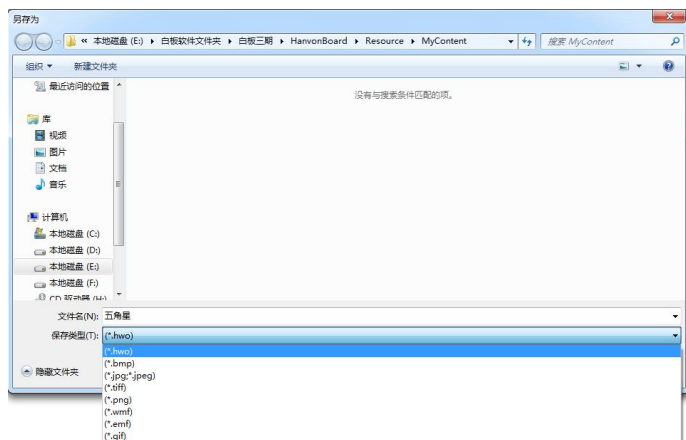 另存为
« 本地磁盘 (E:) ▸ 白板软件文件夹 ▸ 白板三期 ▸ HanvonBoard ▸ Resource ▸ MyContent
搜索 MyContent
组织 ▼ 新建文件夹
最近访问的位置
没有与搜索条件匹配的项。
库
视频
图片
文档
音乐
计算机
本地磁盘 (C:)
本地磁盘 (D:)
本地磁盘 (E:)
本地磁盘 (F:)
CD 驱动器 (H:)
文件名(N): 五角星
保存类型(T): (*.hwo)
(*.hwo)
(*.bmp)
(*.jpg;*.jpeg)
隐藏文件夹
(*.tiff)
(*.png)
(*.wmf)
(*.emf)
(*.gif)